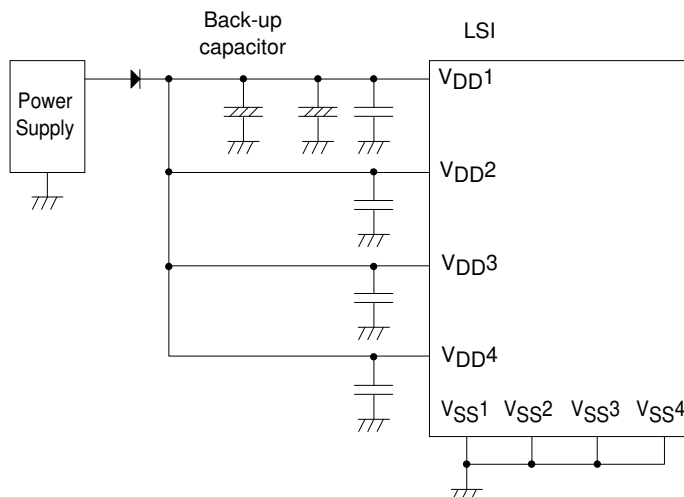 Back-up
capacitor
LSI
Power
Supply
VDD1
VDD2
VDD3
VDD4
VSS1 VSS2 VSS3 VSS4